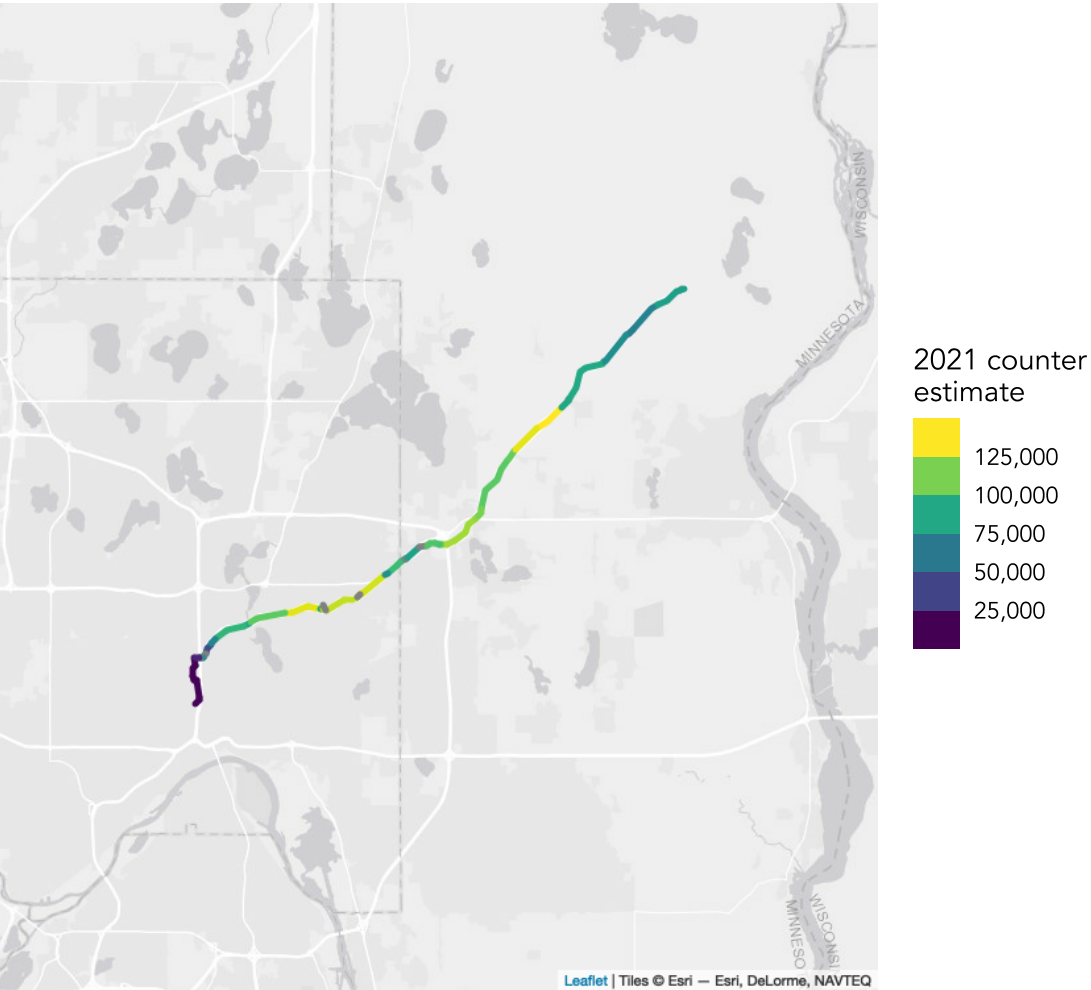 WISCONSIN
MINNESOTA
2021 counter
estimate
125,000
100,000
75,000
50,000
25,000
MINNESO
WISCONSI
Leaflet | Tiles © Esri — Esri, DeLorme, NAVTEQ